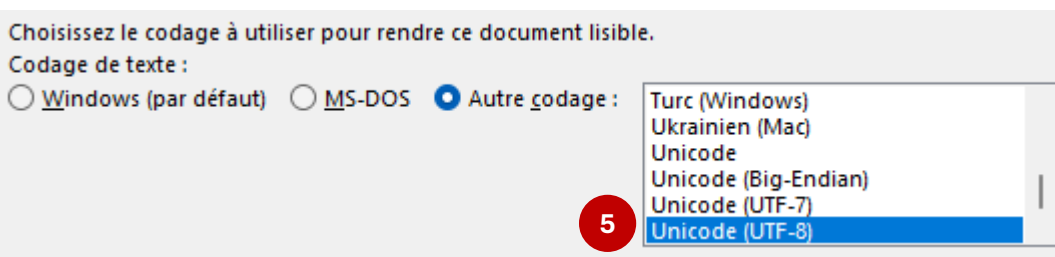 Choisissez le codage à utiliser pour rendre ce document lisible.
Codage de texte :
Windows (par défaut) MS-DOS Autre codage :
Turc (Windows)
Ukrainien (Mac)
Unicode
Unicode (Big-Endian)
Unicode (UTF-7)
5
Unicode (UTF-8)